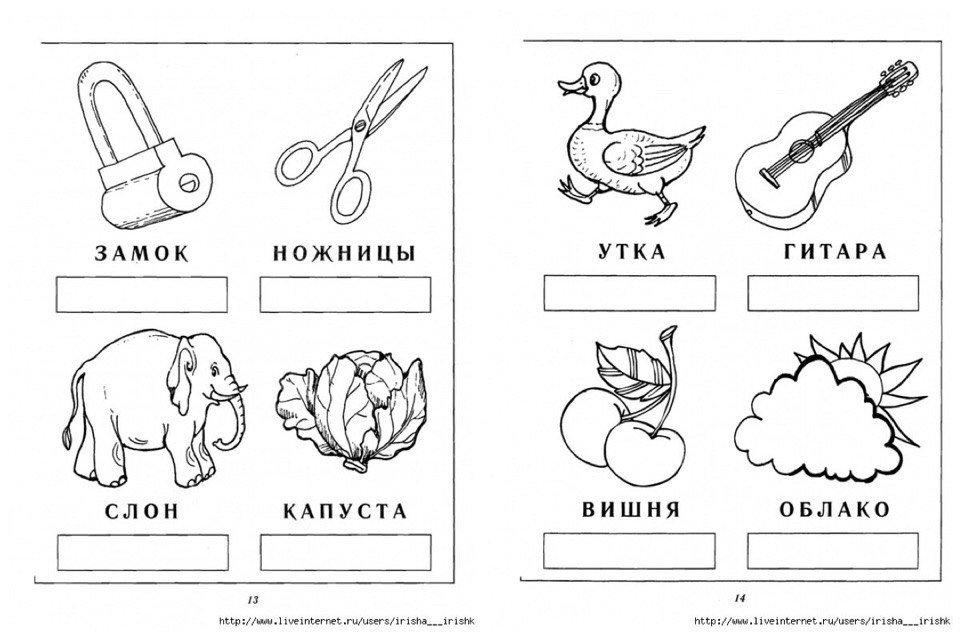 ЗАМОК НОЖНИЦЫ
СЛОН КАПУСТА
13
http://www.liveinternet.ru/users/irisha___irishk
УТКА ГИТАРА
ВИШНЯ ОБЛАКО
14
http://www.liveinternet.ru/users/irisha___irishk